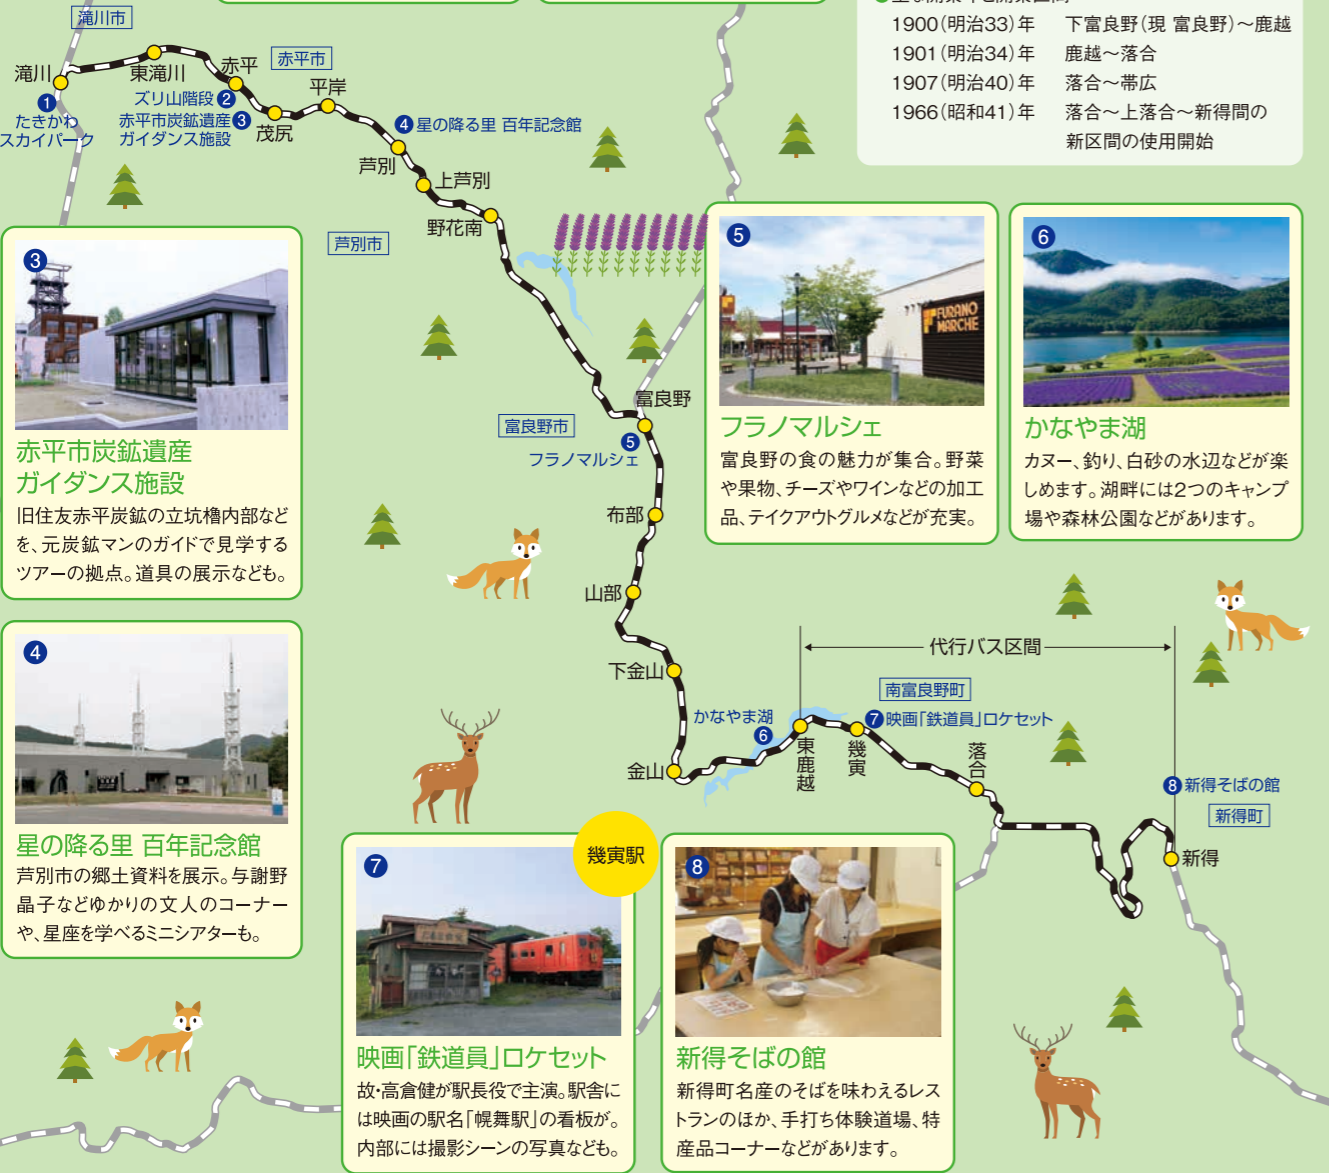 1900(明治33)年　下富良野(現 富良野)〜鹿越
1901(明治34)年　鹿越〜落合
1907(明治40)年　落合〜帯広
1966(昭和41)年　落合〜上落合〜新得間の
新区間の使用開始
滝川市
滝川
東滝川
赤平
赤平市
平岸
茂尻
1
たきかわ
スカイパーク
ズリ山階段 2
赤平市炭鉱遺産 3
ガイダンス施設
4 星の降る里 百年記念館
芦別
上芦別
野花南
芦別市
富良野
富良野市
5
フラノマルシェ
布部
山部
下金山
金山
かなやま湖
6
東鹿越
代行バス区間
南富良野町
7 映画「鉄道員」ロケセット
幾寅
落合
8 新得そばの館
新得町
新得
3
赤平市炭鉱遺産
ガイダンス施設
旧住友赤平炭鉱の立坑櫓内部など
を、元炭鉱マンのガイドで見学する
ツアーの拠点。道具の展示なども。
4
星の降る里 百年記念館
芦別市の郷土資料を展示。与謝野
晶子などゆかりの文人のコーナー
や、星座を学べるミニシアターも。
5
FURANO
MARCHE
フラノマルシェ
富良野の食の魅力が集合。野菜
や果物、チーズやワインなどの加工
品、テイクアウトグルメなどが充実。
6
かなやま湖
カヌー、釣り、白砂の水辺などが楽
しめます。湖畔には2つのキャンプ
場や森林公園などがあります。
7
幾寅駅
映画「鉄道員」ロケセット
故・高倉健が駅長役で主演。駅舎に
は映画の駅名「幌舞駅」の看板が。
内部には撮影シーンの写真なども。
8
新得そばの館
新得町名産のそばを味わえるレス
トランのほか、手打ち体験道場、特
産品コーナーなどがあります。